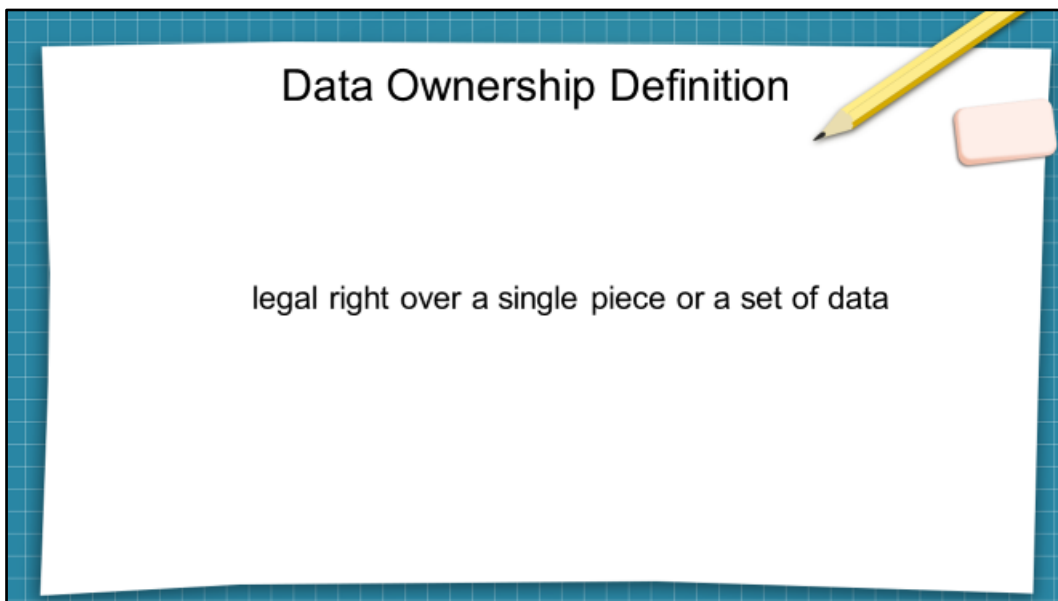 Data Ownership Definition
legal right over a single piece or a set of data